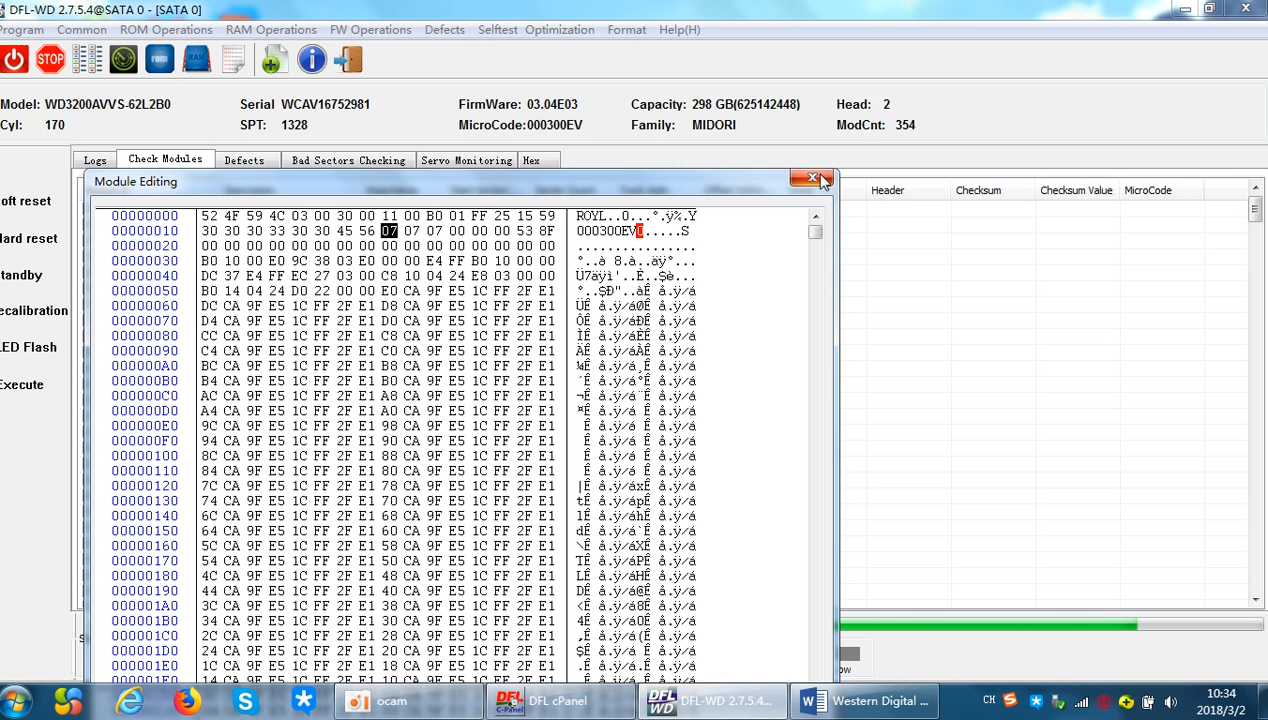 DFL-WD 2.7.5.4@SATA 0 - [SATA 0]
Program Common ROM Operations RAM Operations FW Operations Defects Selftest Optimization Format Help(H)
STOP rom RAM
Model: WD3200AVVS-62L2B0 Serial WCAV16752981 FirmWare: 03.04E03 Capacity: 298 GB(625142448) Head: 2
Cyl: 170 SPT: 1328 MicroCode:000300EV Family: MIDORI ModCnt: 354
Logs Check Modules Defects Bad Sectors Checking Servo Monitoring Hex
Module Editing
Header Checksum Checksum Value MicroCode
oft reset
ard reset
tandby
ecalibration
ED Flash
Execute
00000000 52 4F 59 4C 03 00 30 00 11 00 B0 01 FF 25 15 59 ROYL..0...°.ÿ%.Y
00000010 30 30 30 33 30 30 45 56 07 07 07 00 00 00 53 8F 000300EV
00000020 00 00 00 00 00 00 00 00 00 00 00 00 00 00 00 00 ................
00000030 B0 10 00 E0 9C 38 03 E0 00 00 E4 FF B0 10 00 00
00000040 DC 37 E4 FF EC 27 03 00 C8 10 04 24 E8 03 00 00
00000050 B0 14 04 24 D0 22 00 00 E0 CA 9F E5 1C FF 2F E1
00000060 DC CA 9F E5 1C FF 2F E1 D8 CA 9F E5 1C FF 2F E1
00000070 D4 CA 9F E5 1C FF 2F E1 D0 CA 9F E5 1C FF 2F E1
00000080 CC CA 9F E5 1C FF 2F E1 C8 CA 9F E5 1C FF 2F E1
00000090 C4 CA 9F E5 1C FF 2F E1 C0 CA 9F E5 1C FF 2F E1
000000A0 BC CA 9F E5 1C FF 2F E1 B8 CA 9F E5 1C FF 2F E1
000000B0 B4 CA 9F E5 1C FF 2F E1 B0 CA 9F E5 1C FF 2F E1
000000C0 AC CA 9F E5 1C FF 2F E1 A8 CA 9F E5 1C FF 2F E1
000000D0 A4 CA 9F E5 1C FF 2F E1 A0 CA 9F E5 1C FF 2F E1
000000E0 9C CA 9F E5 1C FF 2F E1 98 CA 9F E5 1C FF 2F E1
000000F0 94 CA 9F E5 1C FF 2F E1 90 CA 9F E5 1C FF 2F E1
00000100 8C CA 9F E5 1C FF 2F E1 88 CA 9F E5 1C FF 2F E1
00000110 84 CA 9F E5 1C FF 2F E1 80 CA 9F E5 1C FF 2F E1
00000120 7C CA 9F E5 1C FF 2F E1 78 CA 9F E5 1C FF 2F E1
00000130 74 CA 9F E5 1C FF 2F E1 70 CA 9F E5 1C FF 2F E1
00000140 6C CA 9F E5 1C FF 2F E1 68 CA 9F E5 1C FF 2F E1
00000150 64 CA 9F E5 1C FF 2F E1 60 CA 9F E5 1C FF 2F E1
00000160 5C CA 9F E5 1C FF 2F E1 58 CA 9F E5 1C FF 2F E1
00000170 54 CA 9F E5 1C FF 2F E1 50 CA 9F E5 1C FF 2F E1
00000180 4C CA 9F E5 1C FF 2F E1 48 CA 9F E5 1C FF 2F E1
00000190 44 CA 9F E5 1C FF 2F E1 40 CA 9F E5 1C FF 2F E1
000001A0 3C CA 9F E5 1C FF 2F E1 38 CA 9F E5 1C FF 2F E1
000001B0 34 CA 9F E5 1C FF 2F E1 30 CA 9F E5 1C FF 2F E1
000001C0 2C CA 9F E5 1C FF 2F E1 28 CA 9F E5 1C FF 2F E1
000001D0 24 CA 9F E5 1C FF 2F E1 20 CA 9F E5 1C FF 2F E1
000001E0 1C CA 9F E5 1C FF 2F E1 18 CA 9F E5 1C FF 2F E1
ow
ocam DFL cPanel DFL-WD 2.7.5.4... Western Digital ... CH 10:34
2018/3/2